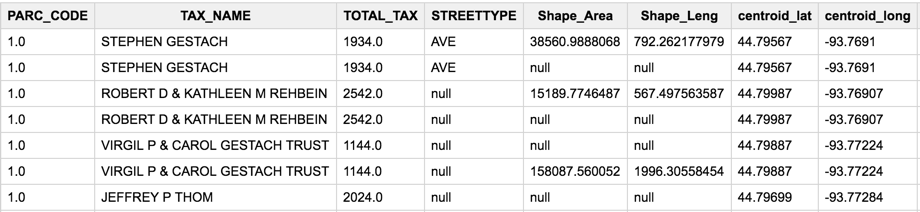 PARC_CODE TAX_NAME TOTAL_TAX STREETTYPE Shape_Area Shape_Leng centroid_lat centroid_long
1.0 STEPHEN GESTACH 1934.0 AVE 38560.9888068 792.262177979 44.79567 -93.7691
1.0 STEPHEN GESTACH 1934.0 AVE null null 44.79567 -93.7691
1.0 ROBERT D & KATHLEEN M REHBEIN 2542.0 null 15189.7746487 567.497563587 44.79987 -93.76907
1.0 ROBERT D & KATHLEEN M REHBEIN 2542.0 null null null 44.79987 -93.76907
1.0 VIRGIL P & CAROL GESTACH TRUST 1144.0 null null null 44.79887 -93.77224
1.0 VIRGIL P & CAROL GESTACH TRUST 1144.0 null 158087.560052 1996.30558454 44.79887 -93.77224
1.0 JEFFREY P THOM 2024.0 null null null 44.79699 -93.77284